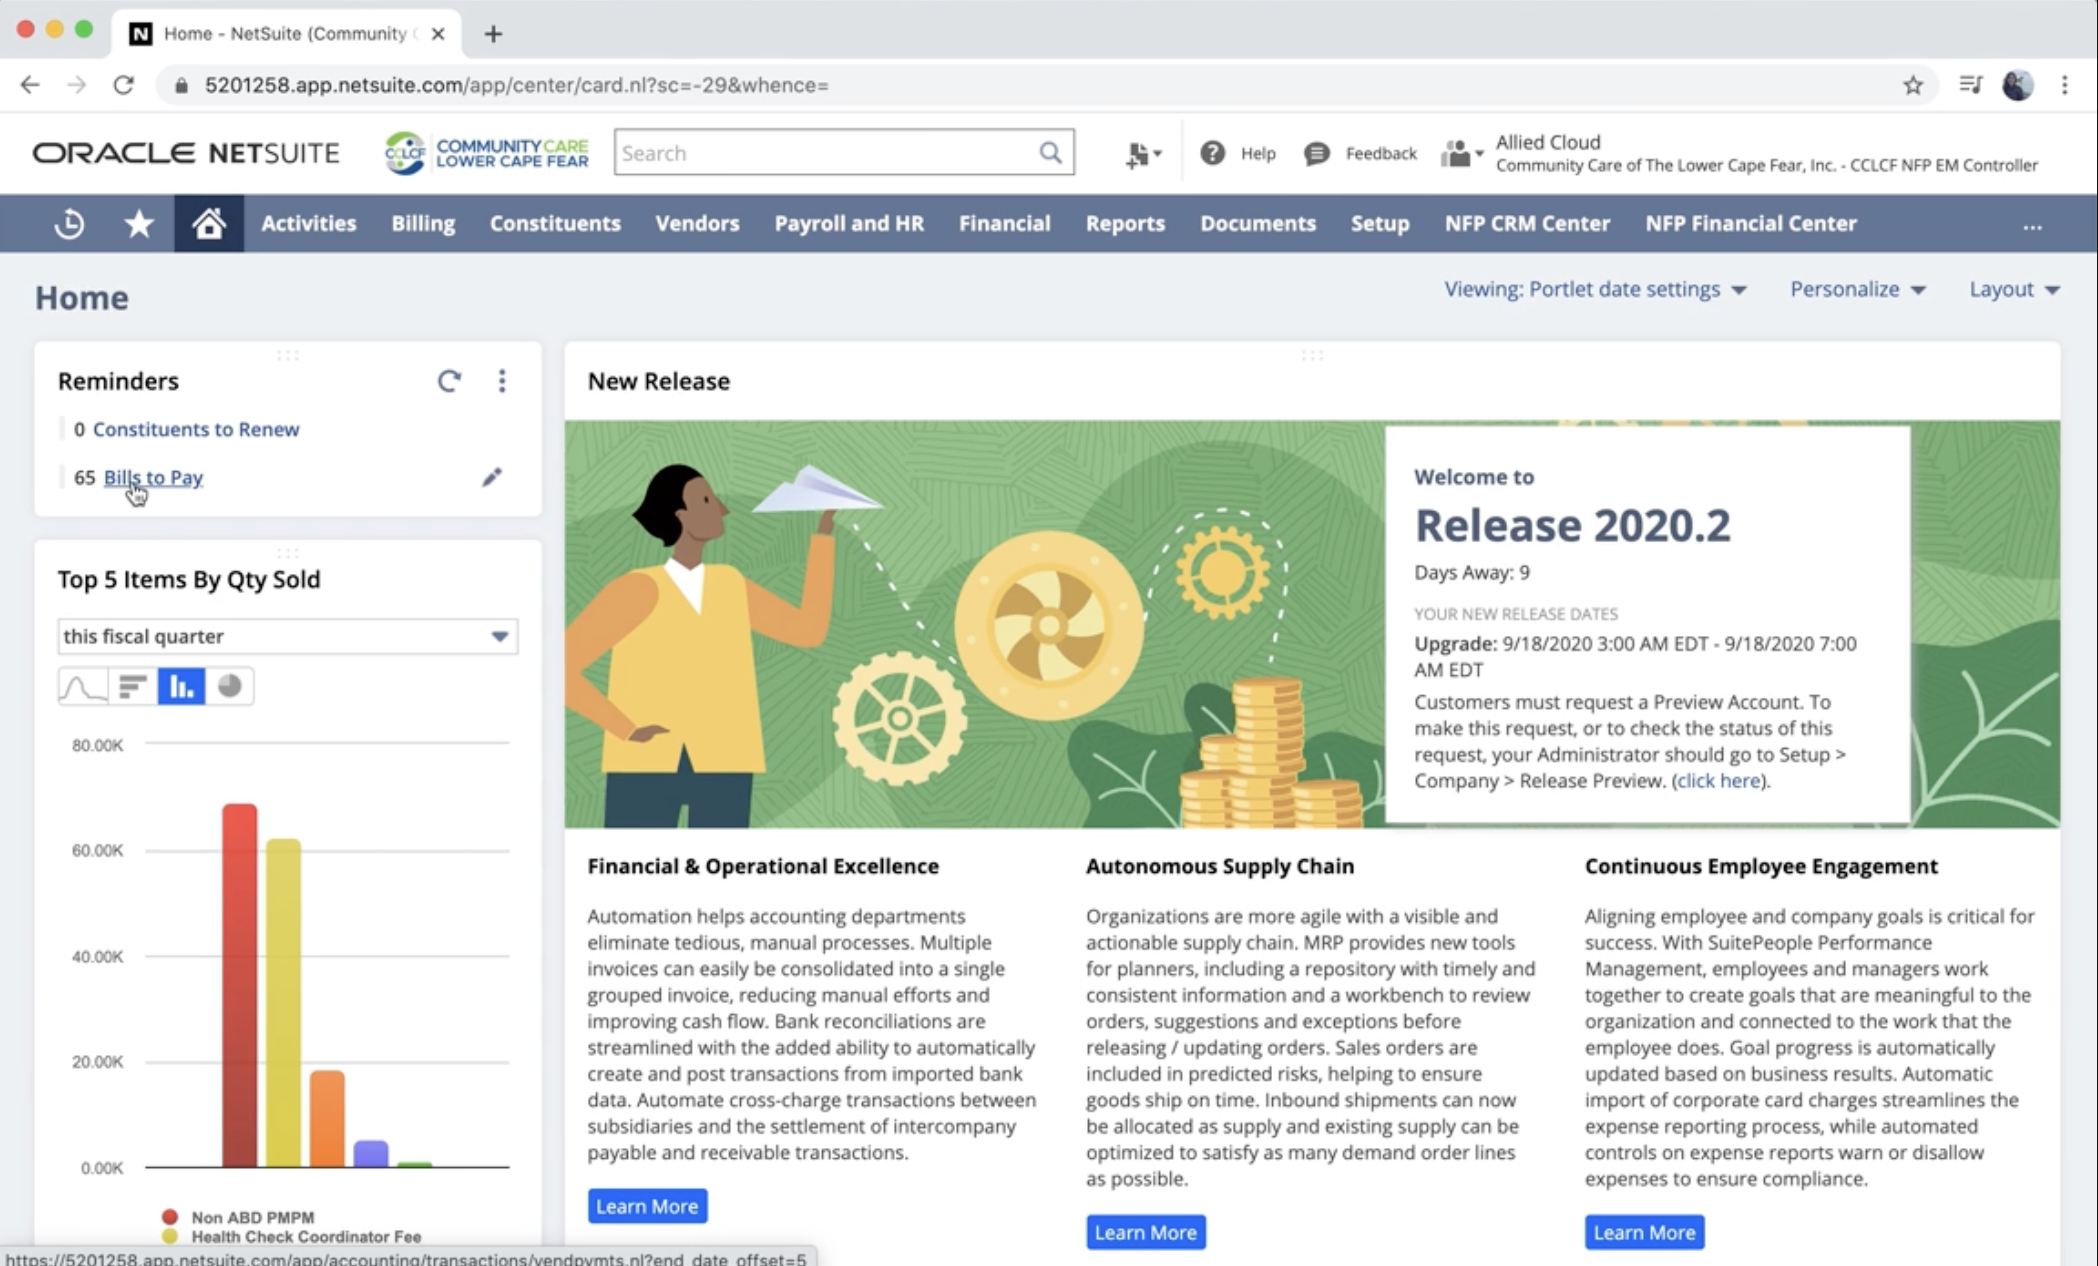 Home - NetSuite (Community
5201258.app.netsuite.com/app/center/card.nl?sc=-29&whence=
ORACLE NETSUITE
CCLCF
COMMUNITYCARE
LOWER CAPE FEAR
Search
Help
Feedback
Allied Cloud
Community Care of The Lower Cape Fear, Inc. - CCLCF NFP EM Controller
Activities Billing Constituents Vendors Payroll and HR Financial Reports Documents Setup NFP CRM Center NFP Financial Center ...
Home
Viewing: Portlet date settings Personalize Layout
Reminders
0 Constituents to Renew
65 Bills to Pay
Top 5 Items By Qty Sold
this fiscal quarter
80.00K
60.00K
40.00K
20.00K
0.00K
Non ABD PMPM
Health Check Coordinator Fee
New Release
Welcome to
Release 2020.2
Days Away: 9
YOUR NEW RELEASE DATES
Upgrade: 9/18/2020 3:00 AM EDT - 9/18/2020 7:00
AM EDT
Customers must request a Preview Account. To
make this request, or to check the status of this
request, your Administrator should go to Setup >
Company > Release Preview. (click here).
Financial & Operational Excellence
Automation helps accounting departments
eliminate tedious, manual processes. Multiple
invoices can easily be consolidated into a single
grouped invoice, reducing manual efforts and
improving cash flow. Bank reconciliations are
streamlined with the added ability to automatically
create and post transactions from imported bank
data. Automate cross-charge transactions between
subsidiaries and the settlement of intercompany
payable and receivable transactions.
Learn More
Autonomous Supply Chain
Organizations are more agile with a visible and
actionable supply chain. MRP provides new tools
for planners, including a repository with timely and
consistent information and a workbench to review
orders, suggestions and exceptions before
releasing / updating orders. Sales orders are
included in predicted risks, helping to ensure
goods ship on time. Inbound shipments can now
be allocated as supply and existing supply can be
optimized to satisfy as many demand order lines
as possible.
Learn More
Continuous Employee Engagement
Aligning employee and company goals is critical for
success. With SuitePeople Performance
Management, employees and managers work
together to create goals that are meaningful to the
organization and connected to the work that the
employee does. Goal progress is automatically
updated based on business results. Automatic
import of corporate card charges streamlines the
expense reporting process, while automated
controls on expense reports warn or disallow
expenses to ensure compliance.
Learn More
https://5201258.app.netsuite.com/app/accounting/transactions/vendpymts.nl?end_date_offset=5